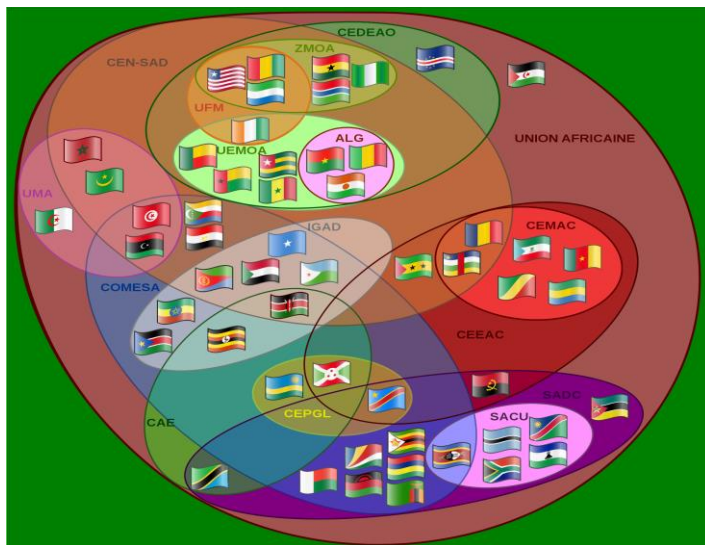 CEDEAO
ZMOA
CEN-SAD
UFM
UNION AFRICAINE
ALG
UEMOA
UMA
IGAD
CEMAC
COMESA
CEEAC
SADC
CEPGL
SACU
CAE